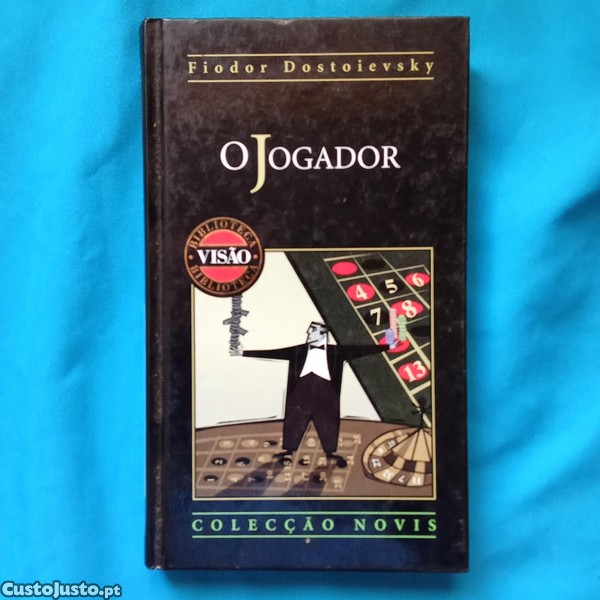 Fiodor Dostoievsky
O JOGADOR
BIBLIOTECA
VISÃO
BIBLIOTECA
4
5
6
7
8
13
COLECÇÃO NOVIS
CustoJusto.pt